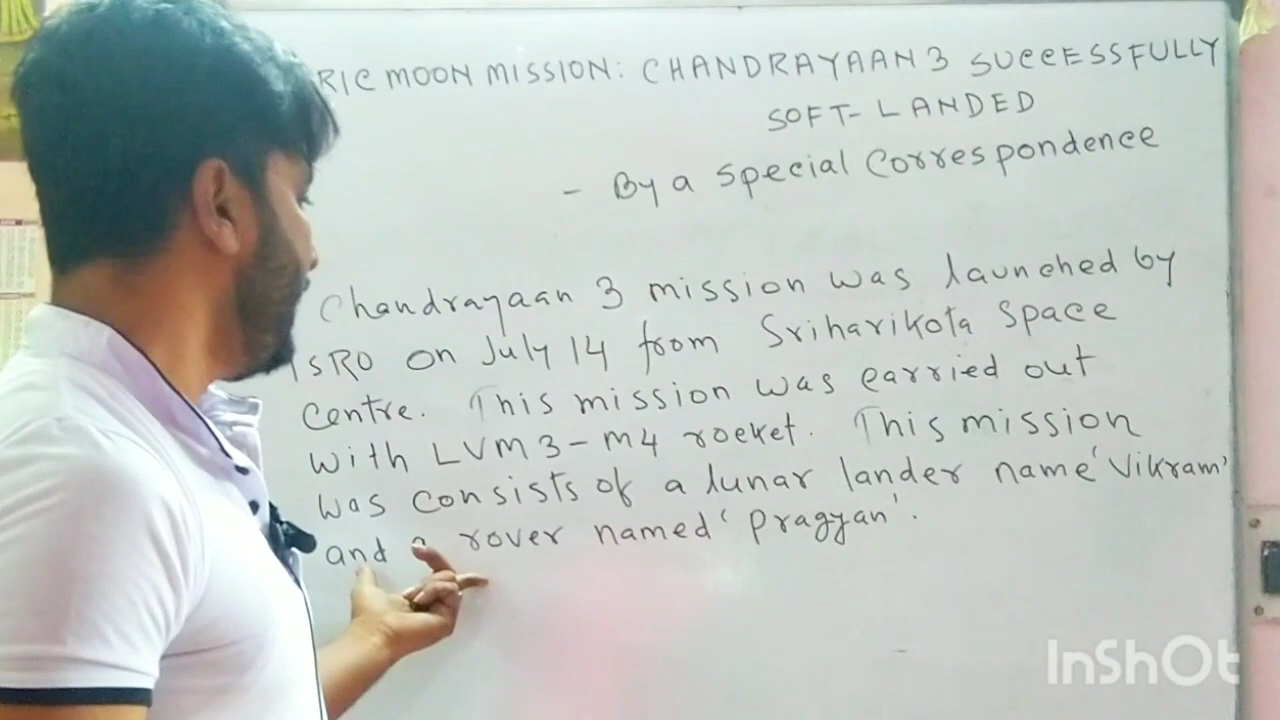 RIC MOON MISSION: CHANDRAYAAN 3 SUCCESSFULLY
SOFT-LANDED
- By a Special Correspondence
Chandrayaan 3 mission was launched by
ISRO on July 14 from Sriharikota Space
Centre. This mission was carried out
with LVM3-M4 rocket. This mission
was consists of a lunar lander name 'Vikram'
and a rover named 'Pragyan'.
InShOt